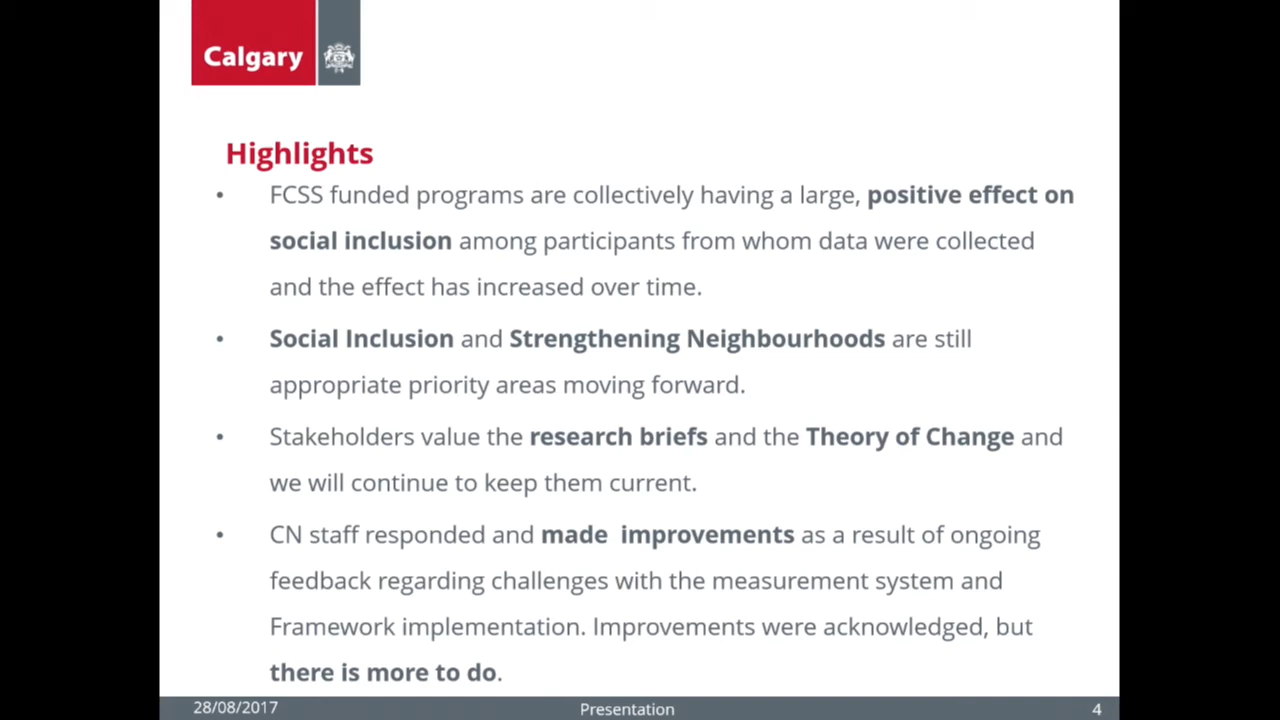 Calgary
Highlights
• FCSS funded programs are collectively having a large, positive effect on
social inclusion among participants from whom data were collected
and the effect has increased over time.
• Social Inclusion and Strengthening Neighbourhoods are still
appropriate priority areas moving forward.
• Stakeholders value the research briefs and the Theory of Change and
we will continue to keep them current.
• CN staff responded and made  improvements as a result of ongoing
feedback regarding challenges with the measurement system and
Framework implementation. Improvements were acknowledged, but
there is more to do.
28/08/2017 Presentation 4